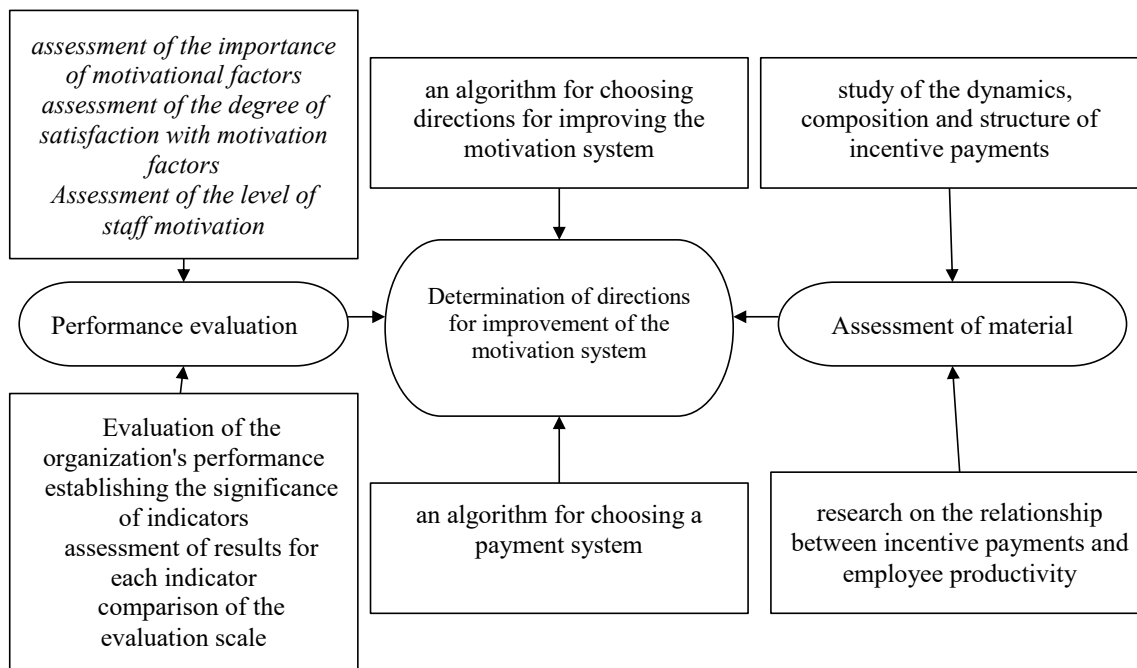 assessment of the importance
of motivational factors
assessment of the degree of
satisfaction with motivation
factors
Assessment of the level of
staff motivation
an algorithm for choosing
directions for improving the
motivation system
study of the dynamics,
composition and structure of
incentive payments
Performance evaluation
Determination of directions
for improvement of the
motivation system
Assessment of material
Evaluation of the
organization's performance
establishing the significance
of indicators
assessment of results for
each indicator
comparison of the
evaluation scale
an algorithm for choosing a
payment system
research on the relationship
between incentive payments and
employee productivity